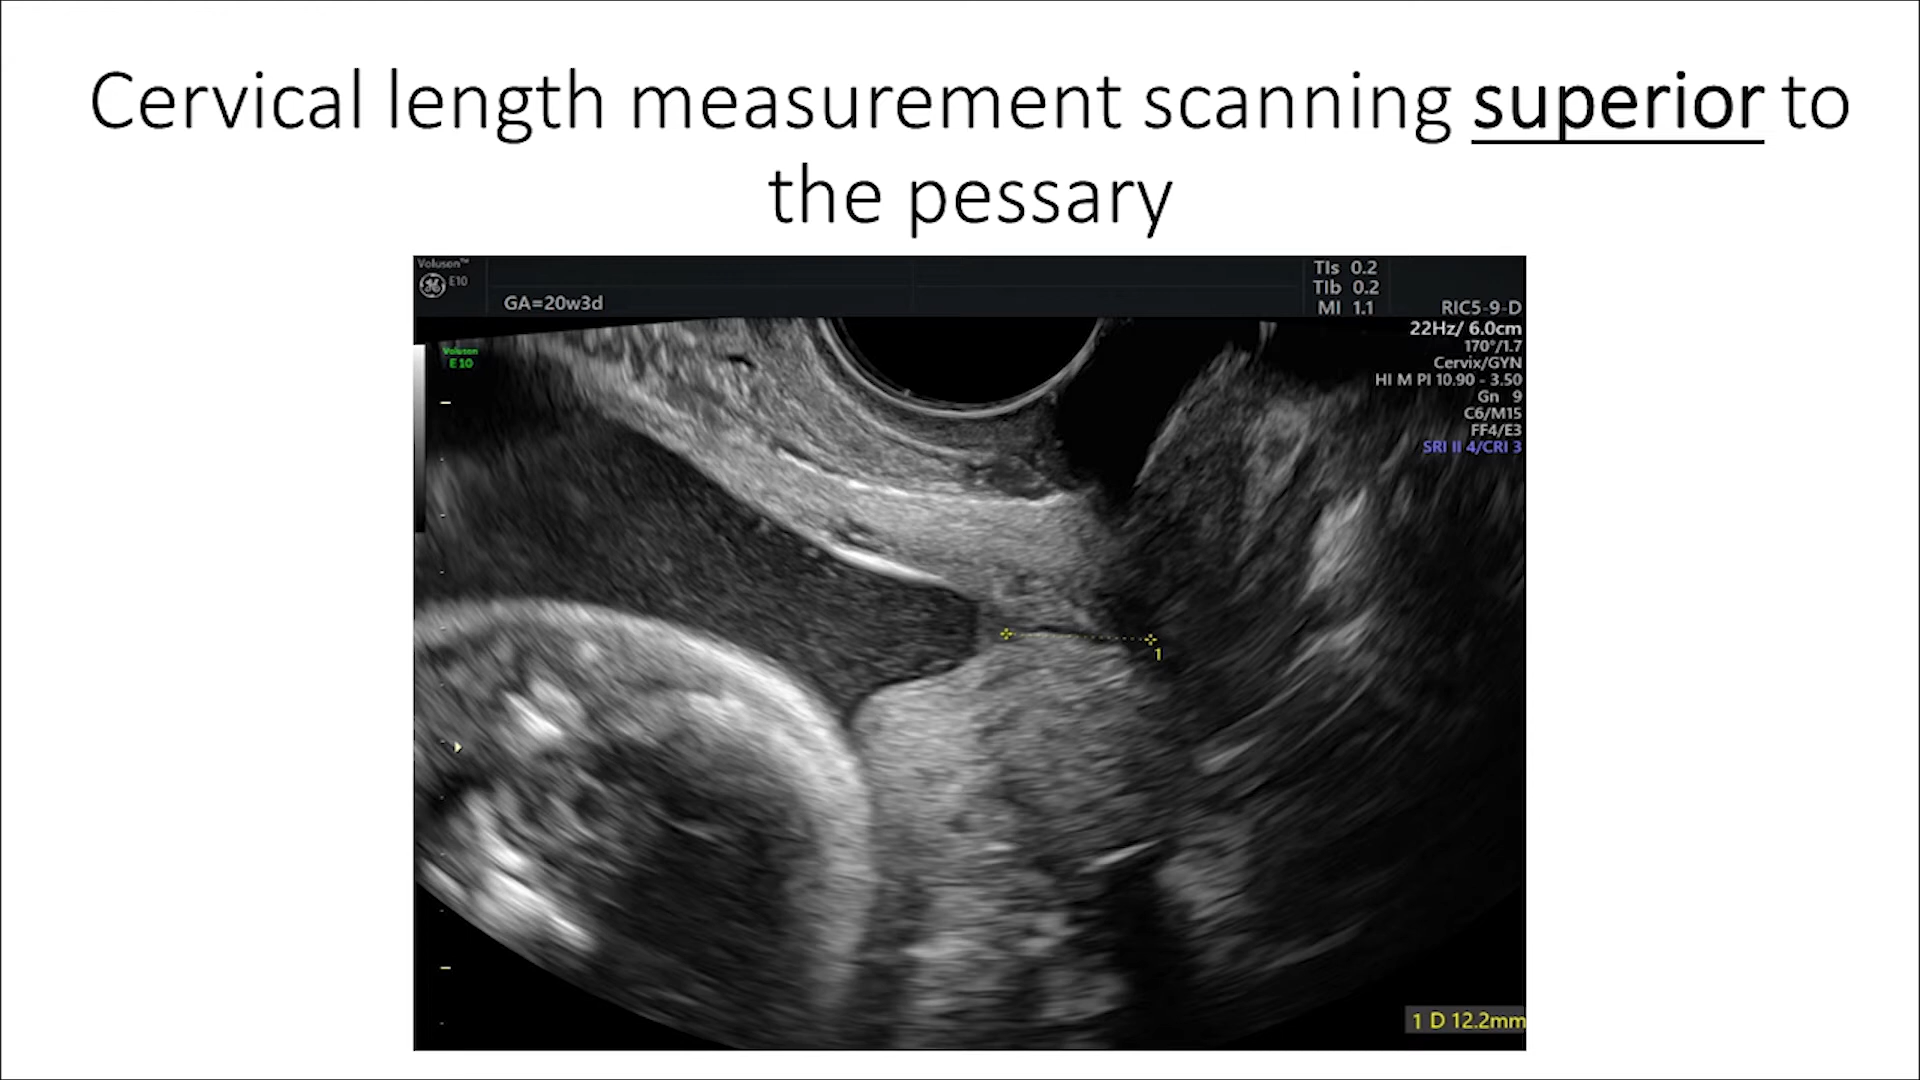 Cervical length measurement scanning superior to
the pessary
Voluson™
E10
GA=20w3d
TIs 0.2
TIb 0.2
MI 1.1
RIC5-9-D
22Hz/ 6.0cm
170°/1.7
Cervix/GYN
HI M PI 10.90 - 3.50
Gn 9
C6/M15
FF4/E3
SRI II 4/CRI 3
Voluson
E10
1
1 D 12.2mm